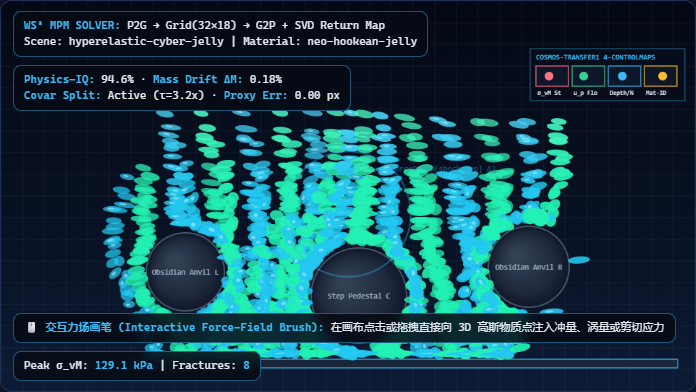 WS³ MPM SOLVER: P2G → Grid(32×18) → G2P + SVD Return Map
Scene: hyperelastic-cyber-jelly | Material: neo-hookean-jelly
COSMOS-TRANSFER1 4-CONTROLMAPS
σ_vM St u_p Flo Depth/N Mat-ID
Physics-IQ: 94.6% · Mass Drift ΔM: 0.18%
Covar Split: Active (τ=3.2x) · Proxy Err: 0.00 px
Obsidian Anvil L
Obsidian Anvil R
Step Pedestal C
交互力场画笔 (Interactive Force-Field Brush): 在画布点击或拖拽直接向 3D 高斯物质点注入冲量、涡量或剪切应力
Peak σ_vM: 129.1 kPa | Fractures: 8